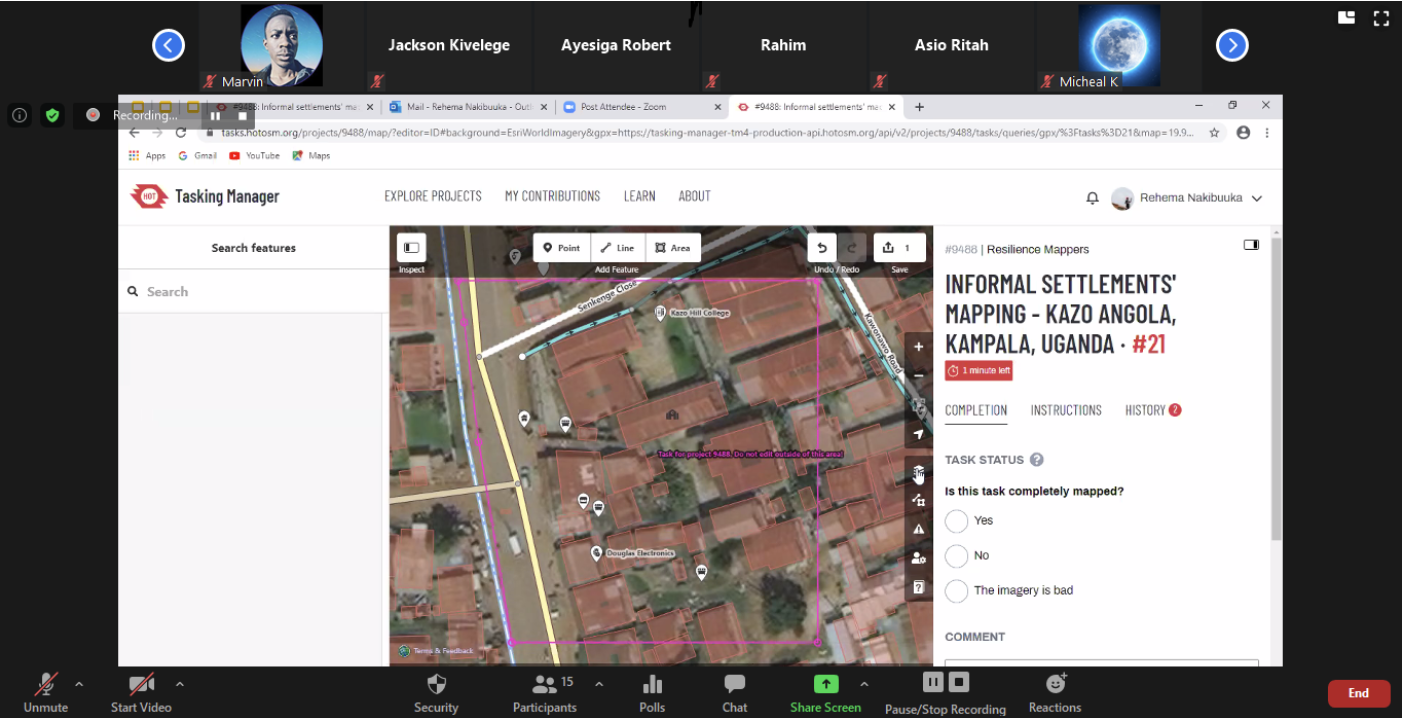 Marvin
Jackson Kivelege
Ayesiga Robert
Rahim
Asio Ritah
Micheal K
Recording...
#9488: Informal settlements' ma
Mail - Rehema Nakibuuka - Out
Post Attendee - Zoom
#9488: Informal settlements' ma
tasks.hotosm.org/projects/9488/map/?editor=ID#background=EsriWorldImagery&gpx=https://tasking-manager-tm4-production-api.hotosm.org/api/v2/projects/9488/tasks/queries/gpx/%3Ftasks%3D21&map=19.9...
Apps
Gmail
YouTube
Maps
HOT
Tasking Manager
EXPLORE PROJECTS
MY CONTRIBUTIONS
LEARN
ABOUT
Rehema Nakibuuka
Search features
Search
Inspect
Point
Line
Area
Add Feature
Undo / Redo
1
Save
Senkenge Close
Kazo Hill College
Kawonawo Road
Task for project 9488. Do not edit outside of this area!
Douglas Electronics
Terms & Feedback
#9488 | Resilience Mappers
INFORMAL SETTLEMENTS'
MAPPING - KAZO ANGOLA,
KAMPALA, UGANDA · #21
1 minute left
COMPLETION
INSTRUCTIONS
HISTORY 2
TASK STATUS ?
Is this task completely mapped?
Yes
No
The imagery is bad
COMMENT
Unmute
Start Video
Security
15
Participants
Polls
Chat
Share Screen
Pause/Stop Recording
Reactions
End